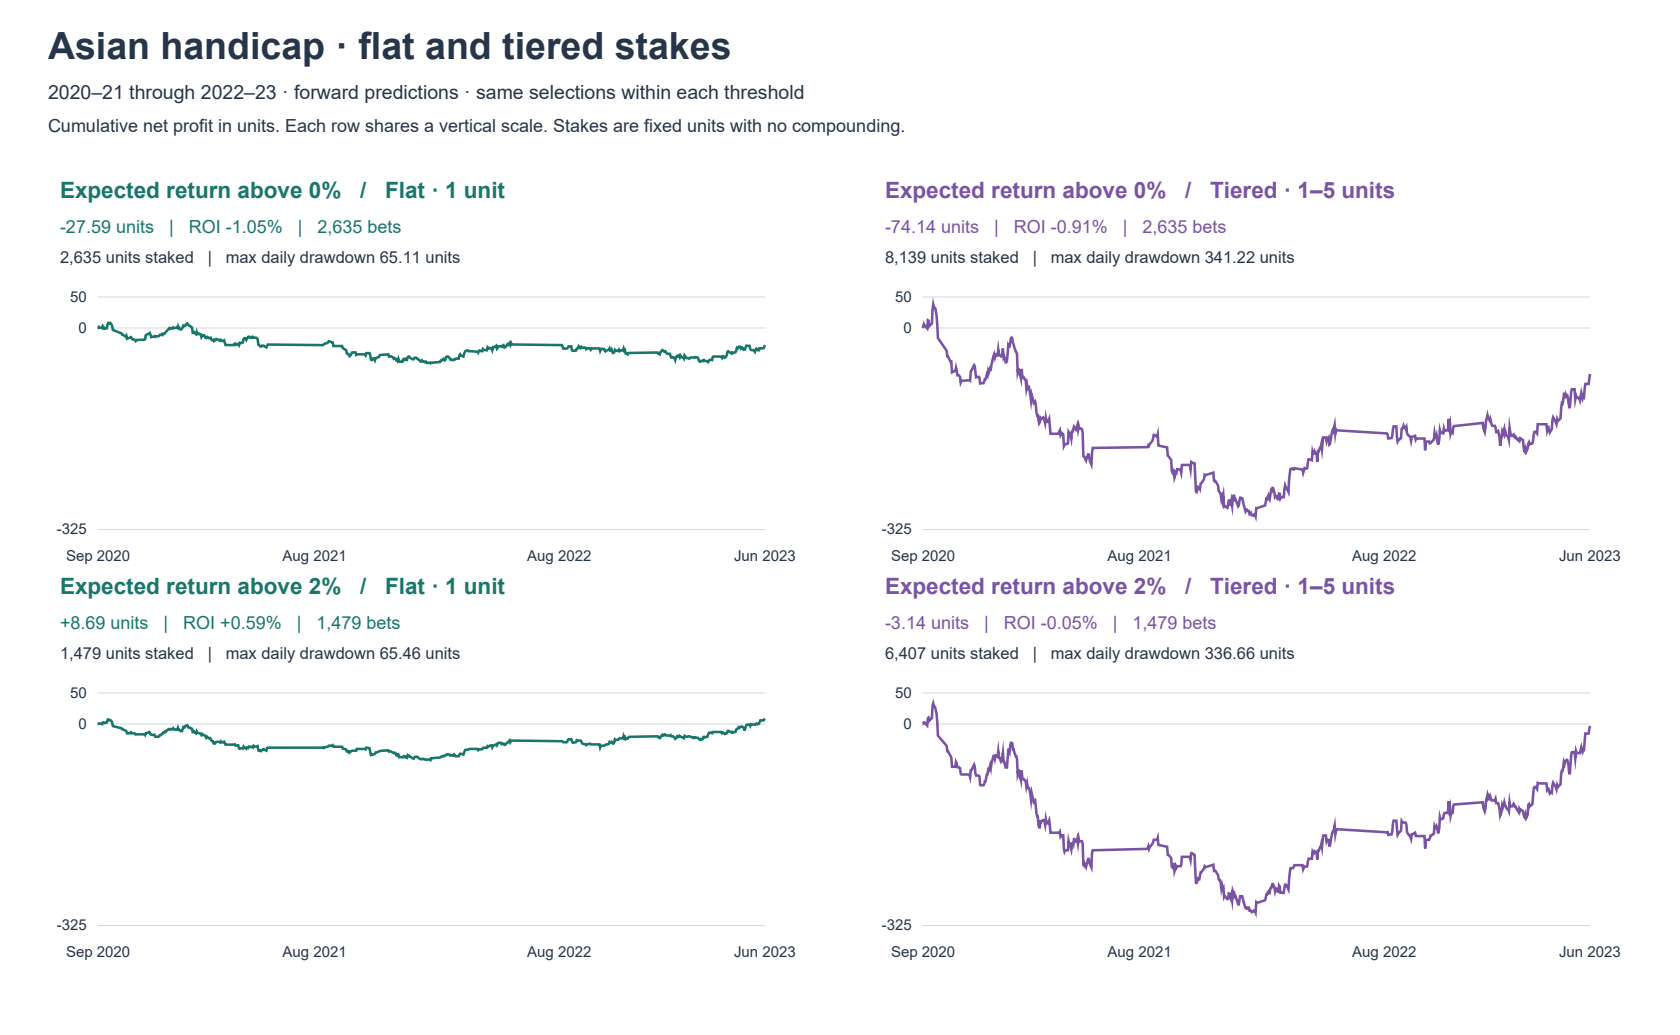 Asian handicap · flat and tiered stakes
2020–21 through 2022–23 · forward predictions · same selections within each threshold
Cumulative net profit in units. Each row shares a vertical scale. Stakes are fixed units with no compounding.
Expected return above 0% / Flat · 1 unit
-27.59 units | ROI -1.05% | 2,635 bets
2,635 units staked | max daily drawdown 65.11 units
50
0
-325
Sep 2020 Aug 2021 Aug 2022 Jun 2023
Expected return above 0% / Tiered · 1–5 units
-74.14 units | ROI -0.91% | 2,635 bets
8,139 units staked | max daily drawdown 341.22 units
50
0
-325
Sep 2020 Aug 2021 Aug 2022 Jun 2023
Expected return above 2% / Flat · 1 unit
+8.69 units | ROI +0.59% | 1,479 bets
1,479 units staked | max daily drawdown 65.46 units
50
0
-325
Sep 2020 Aug 2021 Aug 2022 Jun 2023
Expected return above 2% / Tiered · 1–5 units
-3.14 units | ROI -0.05% | 1,479 bets
6,407 units staked | max daily drawdown 336.66 units
50
0
-325
Sep 2020 Aug 2021 Aug 2022 Jun 2023